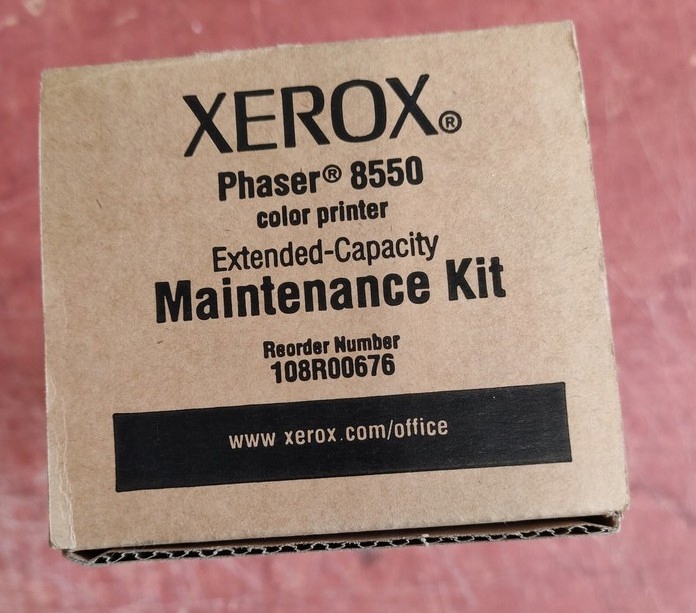 XEROX®
Phaser® 8550
color printer
Extended-Capacity
Maintenance Kit
Reorder Number
108R00676
www.xerox.com/office